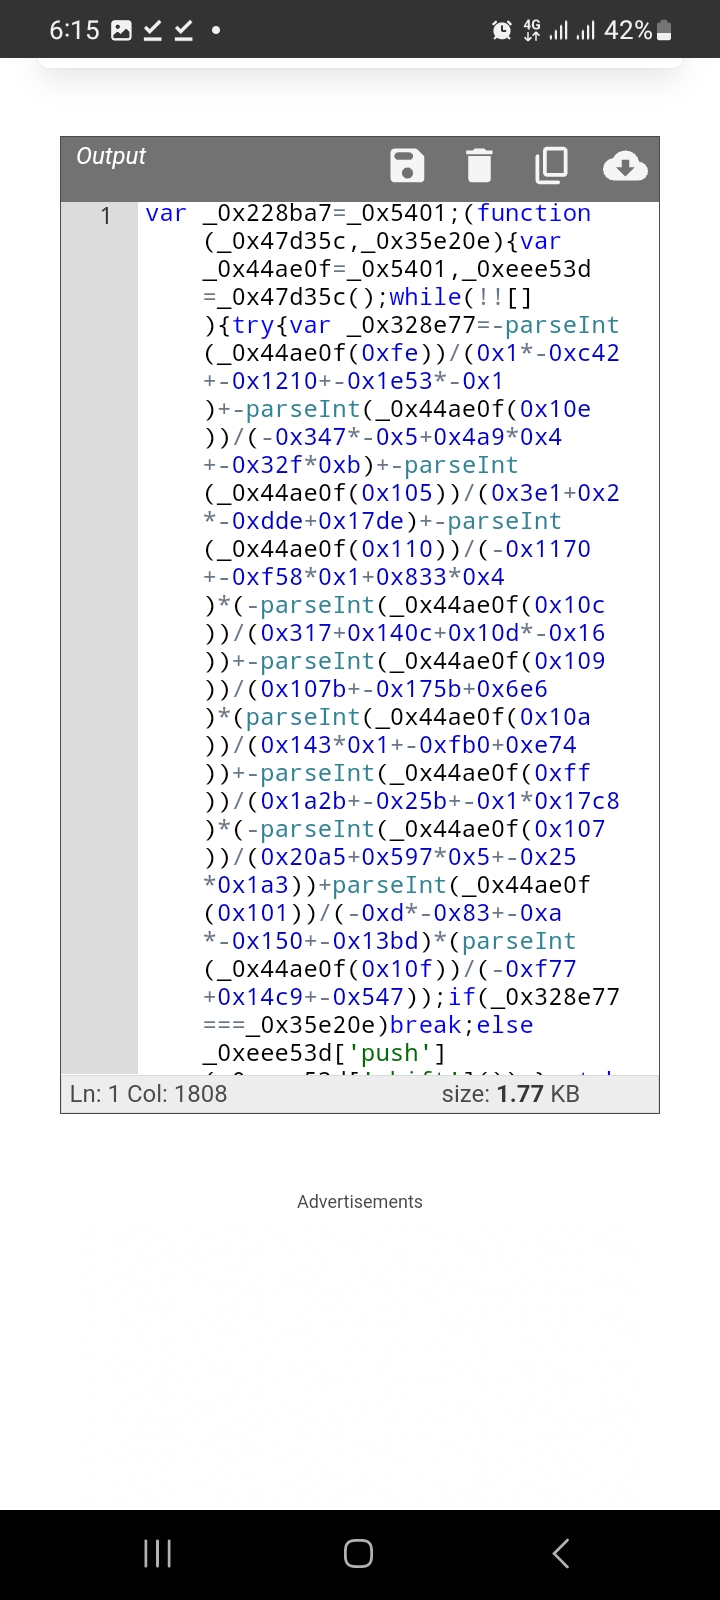 6:15
4G 42%
Output
1 var _0x228ba7=_0x5401;(function
(_0x47d35c,_0x35e20e){var
_0x44ae0f=_0x5401,_0xeee53d
=_0x47d35c();while(!![]
){try{var _0x328e77=-parseInt
(_0x44ae0f(0xfe))/(0x1*-0xc42
+-0x1210+-0x1e53*-0x1
)+-parseInt(_0x44ae0f(0x10e
))/(-0x347*-0x5+0x4a9*0x4
+-0x32f*0xb)+-parseInt
(_0x44ae0f(0x105))/(0x3e1+0x2
*-0xdde+0x17de)+-parseInt
(_0x44ae0f(0x110))/(-0x1170
+-0xf58*0x1+0x833*0x4
)*(-parseInt(_0x44ae0f(0x10c
))/(0x317+0x140c+0x10d*-0x16
))+-parseInt(_0x44ae0f(0x109
))/(0x107b+-0x175b+0x6e6
)*(parseInt(_0x44ae0f(0x10a
))/(0x143*0x1+-0xfb0+0xe74
))+-parseInt(_0x44ae0f(0xff
))/(0x1a2b+-0x25b+-0x1*0x17c8
)*(-parseInt(_0x44ae0f(0x107
))/(0x20a5+0x597*0x5+-0x25
*0x1a3))+parseInt(_0x44ae0f
(0x101))/(-0xd*-0x83+-0xa
*-0x150+-0x13bd)*(parseInt
(_0x44ae0f(0x10f))/(-0xf77
+0x14c9+-0x547));if(_0x328e77
===_0x35e20e)break;else
_0xeee53d['push']
Ln: 1 Col: 1808 size: 1.77 KB
Advertisements